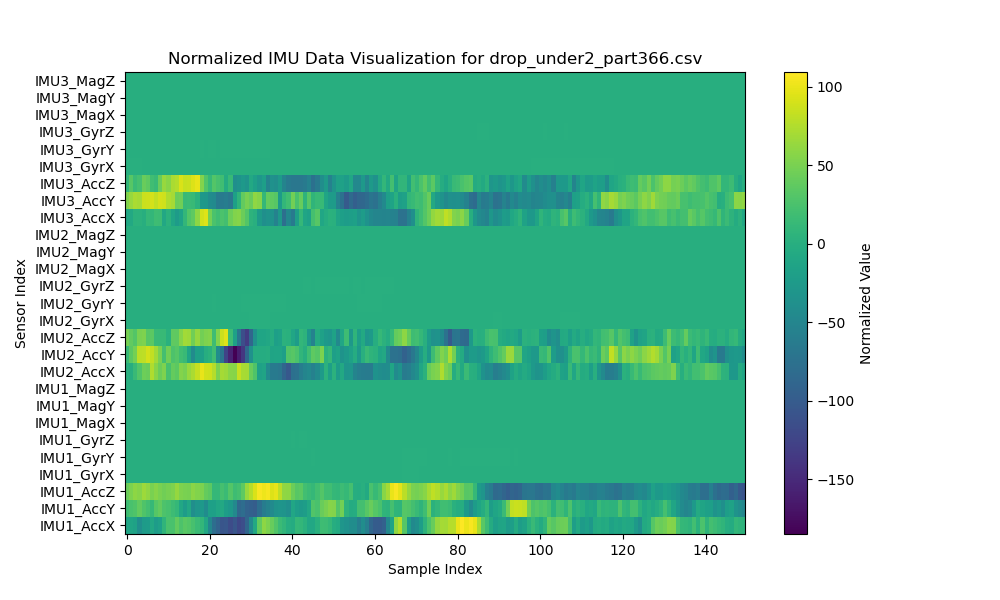 Normalized IMU Data Visualization for drop_under2_part366.csv
IMU3_MagZ
IMU3_MagY
IMU3_MagX
IMU3_GyrZ
IMU3_GyrY
IMU3_GyrX
IMU3_AccZ
IMU3_AccY
IMU3_AccX
IMU2_MagZ
IMU2_MagY
IMU2_MagX
IMU2_GyrZ
IMU2_GyrY
IMU2_GyrX
IMU2_AccZ
IMU2_AccY
IMU2_AccX
IMU1_MagZ
IMU1_MagY
IMU1_MagX
IMU1_GyrZ
IMU1_GyrY
IMU1_GyrX
IMU1_AccZ
IMU1_AccY
IMU1_AccX
Sensor Index
0 20 40 60 80 100 120 140
Sample Index
100
50
0
−50
−100
−150
Normalized Value